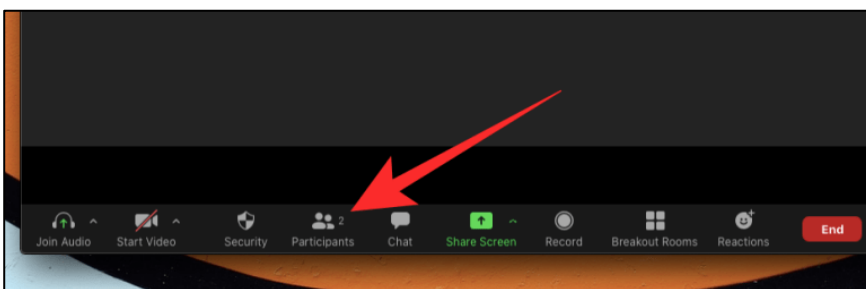 2
Join Audio Start Video Security Participants Chat Share Screen Record Breakout Rooms Reactions End